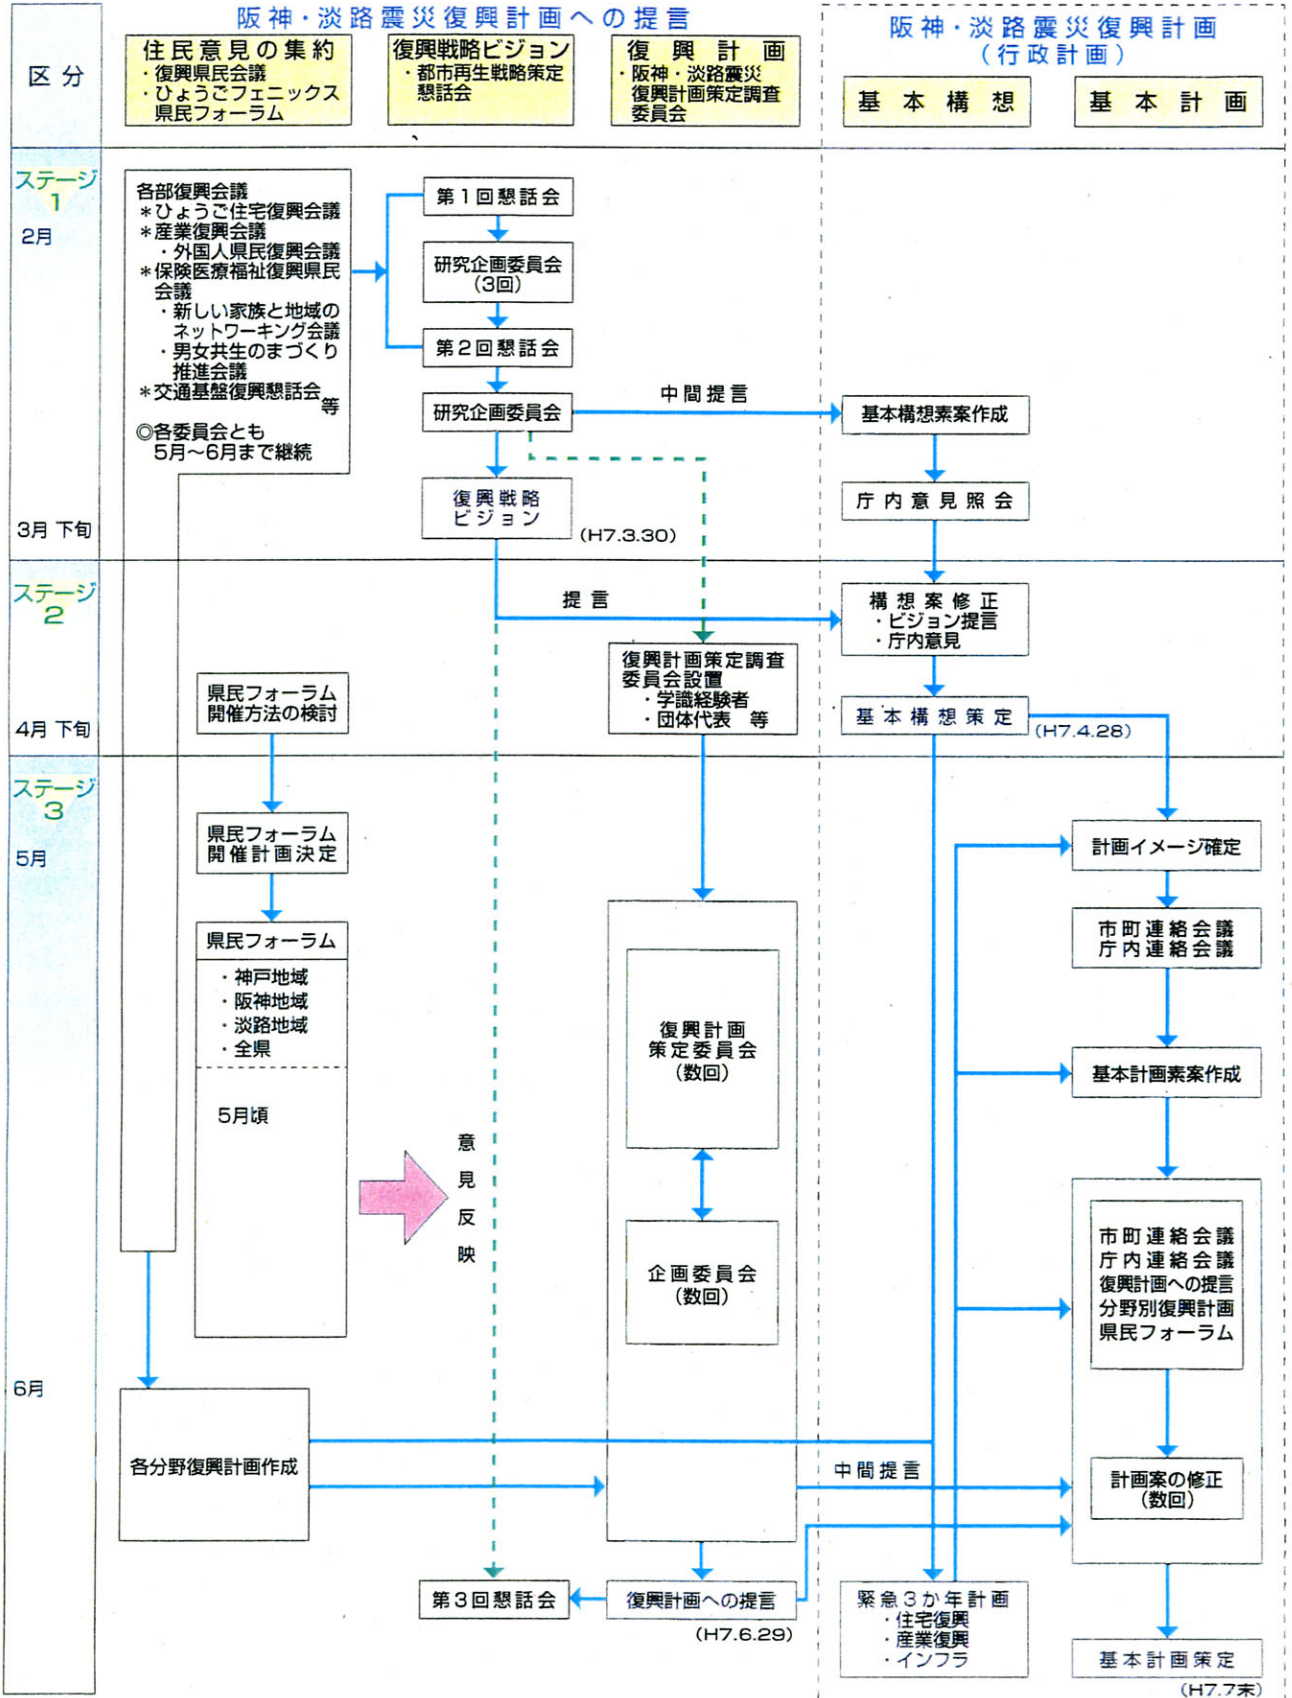 阪神・淡路震災復興計画への提言
阪神・淡路震災復興計画
(行政計画)
区分
住民意見の集約
・復興県民会議
・ひょうごフェニックス
県民フォーラム
復興戦略ビジョン
・都市再生戦略策定
懇話会
復興計画
・阪神・淡路震災
復興計画策定調査
委員会
基本構想
基本計画
ステージ
1
2月
3月 下旬
各部復興会議
*ひょうご住宅復興会議
*産業復興会議
・外国人県民復興会議
*保険医療福祉復興県民
会議
・新しい家族と地域の
ネットワーキング会議
・男女共生のまづくり
推進会議
*交通基盤復興懇話会
等
◎各委員会とも
5月~6月まで継続
第1回懇話会
研究企画委員会
(3回)
第2回懇話会
研究企画委員会
中間提言
復興戦略
ビジョン
(H7.3.30)
基本構想素案作成
庁内意見照会
ステージ
2
4月 下旬
提言
構想案修正
・ビジョン提言
・庁内意見
復興計画策定調査
委員会設置
・学識経験者
・団体代表 等
県民フォーラム
開催方法の検討
基本構想策定
(H7.4.28)
ステージ
3
5月
6月
県民フォーラム
開催計画決定
県民フォーラム
・神戸地域
・阪神地域
・淡路地域
・全県
5月頃
意見反映
復興計画
策定委員会
(数回)
企画委員会
(数回)
計画イメージ確定
市町連絡会議
庁内連絡会議
基本計画素案作成
市町連絡会議
庁内連絡会議
復興計画への提言
分野別復興計画
県民フォーラム
各分野復興計画作成
中間提言
計画案の修正
(数回)
第3回懇話会
復興計画への提言
(H7.6.29)
緊急3か年計画
・住宅復興
・産業復興
・インフラ
基本計画策定
(H7.7末)